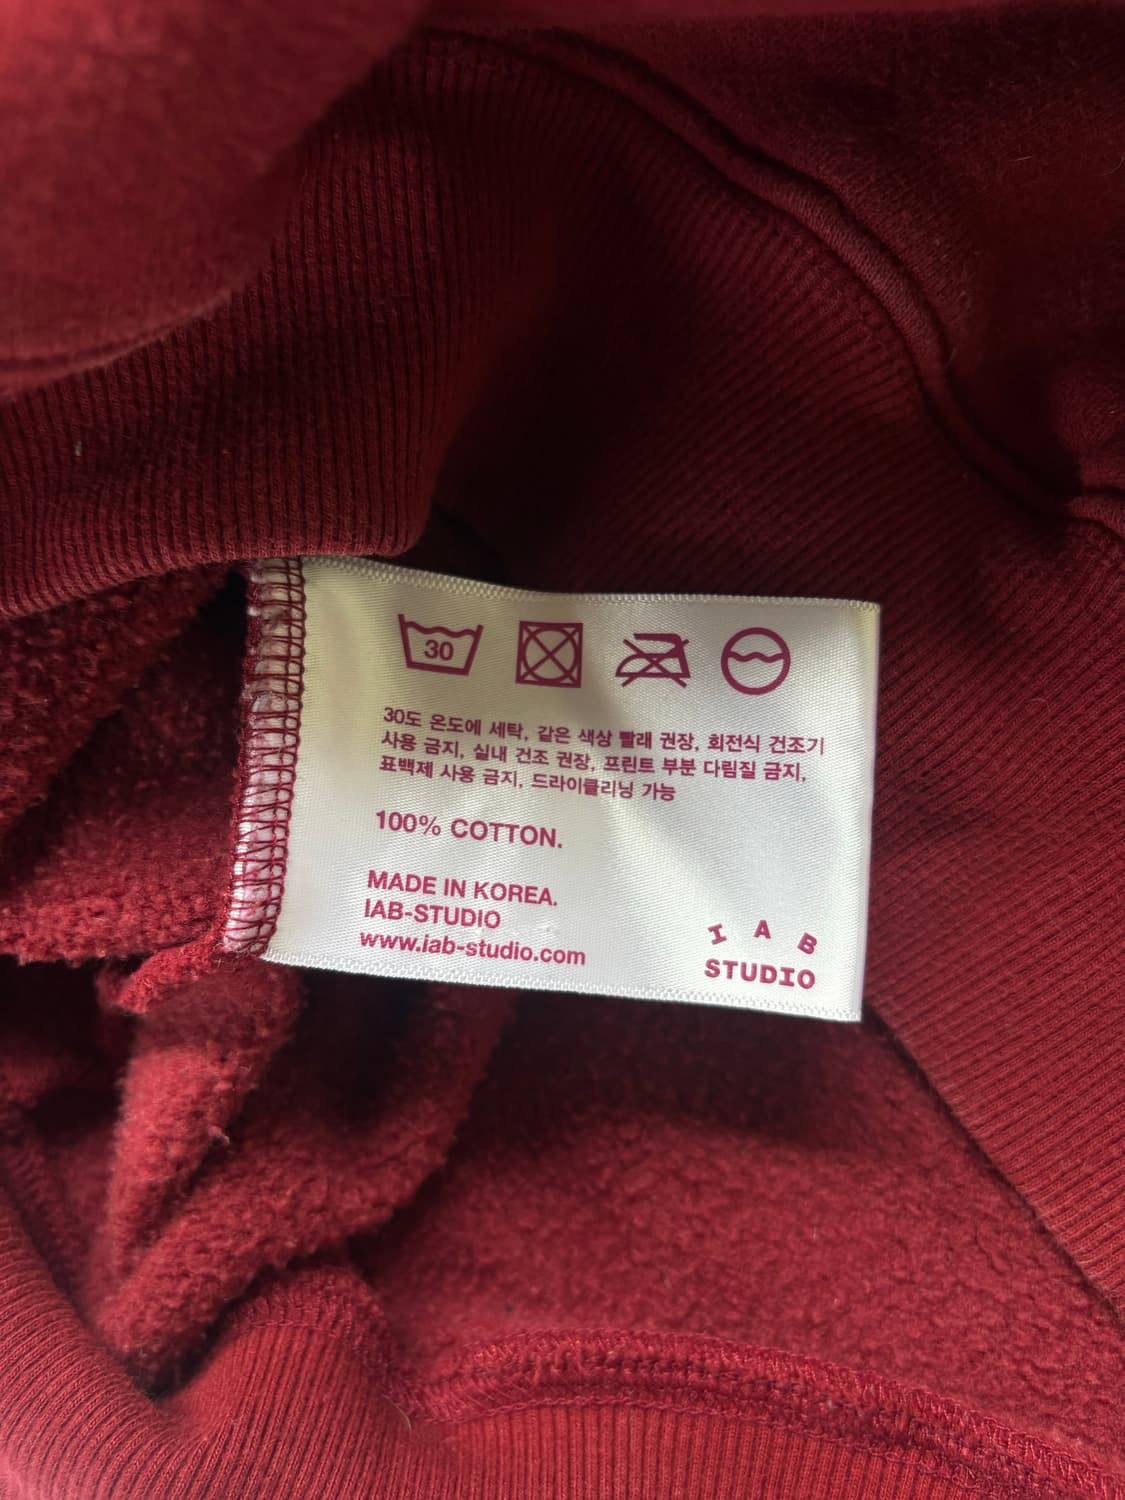 30
30도 온도에 세탁, 같은 색상 빨래 권장, 회전식 건조기
사용 금지, 실내 건조 권장, 프린트 부분 다림질 금지,
표백제 사용 금지, 드라이클리닝 가능
100% COTTON.
MADE IN KOREA.
IAB-STUDIO
www.iab-studio.com
I A B
STUDIO